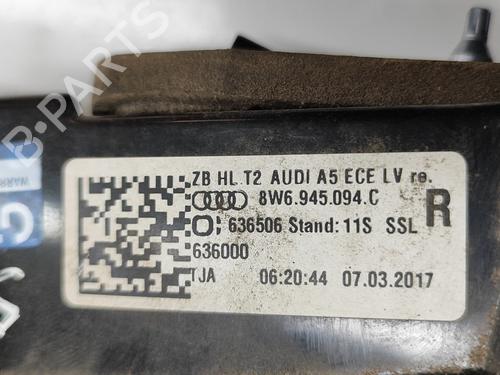 ZB HL T2 AUDI A5 ECE LV re.
8W6.945.094.C
R
636506 Stand: 11S SSL
636000
TJA 06:20:44 07.03.2017
B-PARTS